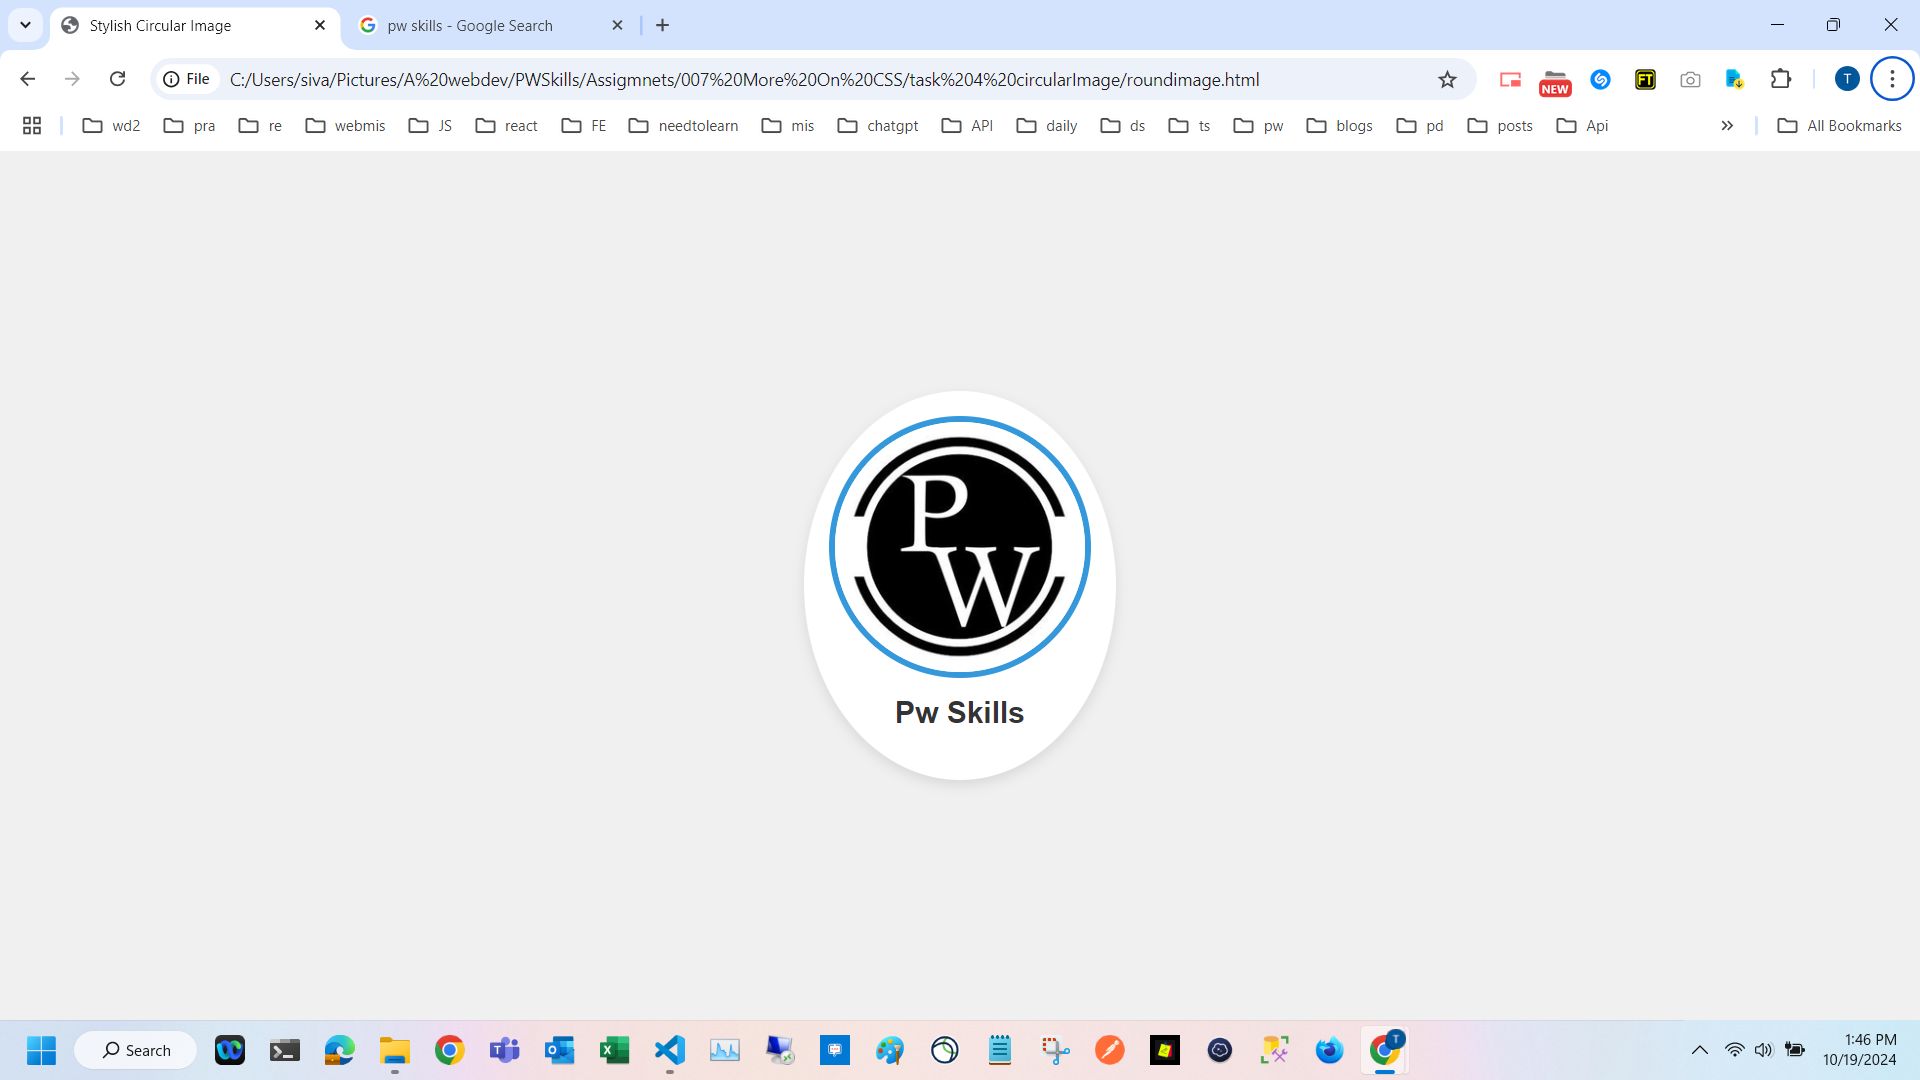 Stylish Circular Image
pw skills - Google Search
File
C:/Users/siva/Pictures/A%20webdev/PWSkills/Assigmnets/007%20More%20On%20CSS/task%204%20circularImage/roundimage.html
NEW
FT
T
wd2
pra
re
webmis
JS
react
FE
needtolearn
mis
chatgpt
API
daily
ds
ts
pw
blogs
pd
posts
Api
All Bookmarks
P
W
Pw Skills
Search
T
1:46 PM
10/19/2024